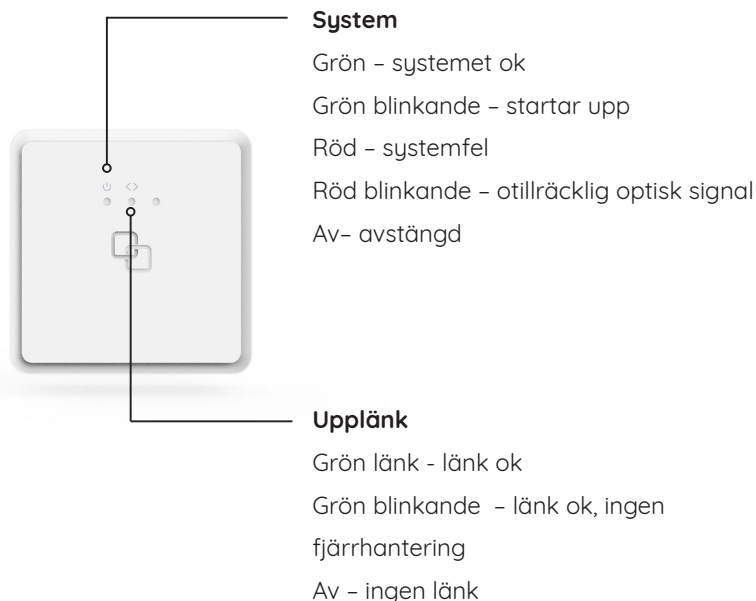 System
Grön – systemet ok
Grön blinkande – startar upp
Röd – systemfel
Röd blinkande – otillräcklig optisk signal
Av– avstängd
Upplänk
Grön länk - länk ok
Grön blinkande – länk ok, ingen
fjärrhantering
Av – ingen länk